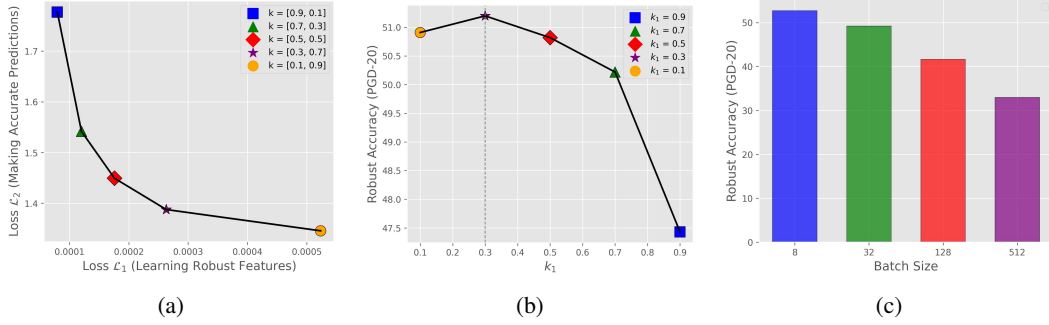 Loss ℒ₂ (Making Accurate Predictions)
1.7
1.6
1.5
1.4
k = [0.9, 0.1]
k = [0.7, 0.3]
k = [0.5, 0.5]
k = [0.3, 0.7]
k = [0.1, 0.9]
0.0001 0.0002 0.0003 0.0004 0.0005
Loss ℒ₁ (Learning Robust Features)
(a)
Robust Accuracy (PGD-20)
51.0
50.5
50.0
49.5
49.0
48.5
48.0
47.5
k₁ = 0.9
k₁ = 0.7
k₁ = 0.5
k₁ = 0.3
k₁ = 0.1
0.1 0.2 0.3 0.4 0.5 0.6 0.7 0.8 0.9
k₁
(b)
Robust Accuracy (PGD-20)
50
40
30
20
10
0
8 32 128 512
Batch Size
(c)